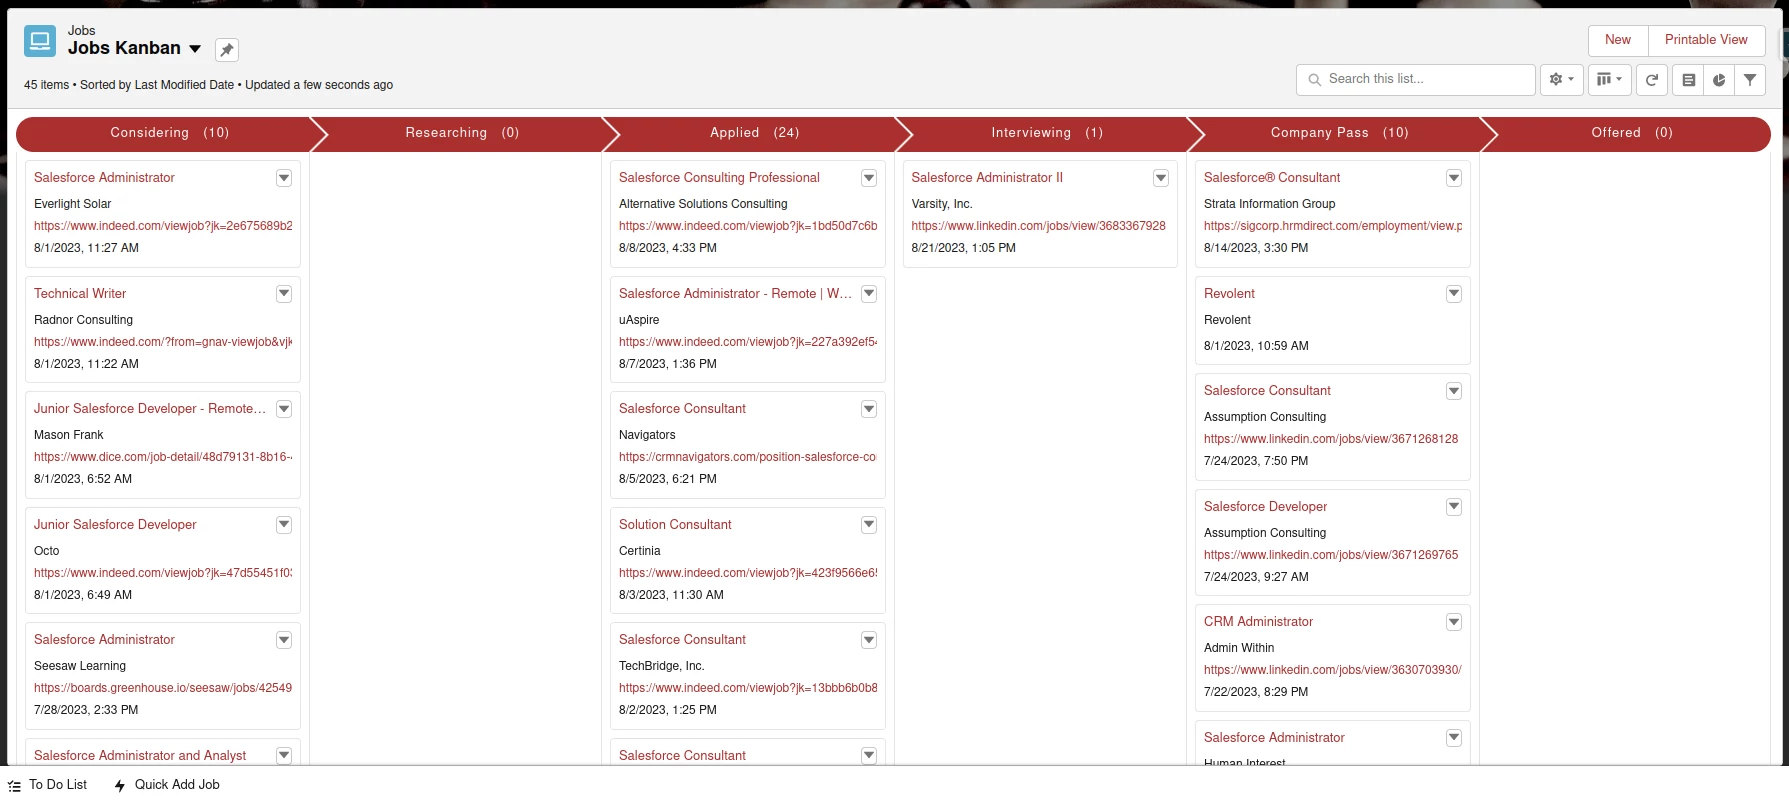 Jobs
Jobs Kanban
New
Printable View
45 items • Sorted by Last Modified Date • Updated a few seconds ago
Search this list...
Considering (10)
Researching (0)
Applied (24)
Interviewing (1)
Company Pass (10)
Offered (0)
Salesforce Administrator
Everlight Solar
https://www.indeed.com/viewjob?jk=2e675689b2
8/1/2023, 11:27 AM
Technical Writer
Radnor Consulting
https://www.indeed.com/?from=gnav-viewjob&vjk
8/1/2023, 11:22 AM
Junior Salesforce Developer - Remote...
Mason Frank
https://www.dice.com/job-detail/48d79131-8b16-
8/1/2023, 6:52 AM
Junior Salesforce Developer
Octo
https://www.indeed.com/viewjob?jk=47d55451f03
8/1/2023, 6:49 AM
Salesforce Administrator
Seesaw Learning
https://boards.greenhouse.io/seesaw/jobs/42549
7/28/2023, 2:33 PM
Salesforce Administrator and Analyst
Salesforce Consulting Professional
Alternative Solutions Consulting
https://www.indeed.com/viewjob?jk=1bd50d7c6b
8/8/2023, 4:33 PM
Salesforce Administrator - Remote | W...
uAspire
https://www.indeed.com/viewjob?jk=227a392ef54
8/7/2023, 1:36 PM
Salesforce Consultant
Navigators
https://crmnavigators.com/position-salesforce-co
8/5/2023, 6:21 PM
Solution Consultant
Certinia
https://www.indeed.com/viewjob?jk=423f9566e65
8/3/2023, 11:30 AM
Salesforce Consultant
TechBridge, Inc.
https://www.indeed.com/viewjob?jk=13bbb6b0b8
8/2/2023, 1:25 PM
Salesforce Consultant
Salesforce Administrator II
Varsity, Inc.
https://www.linkedin.com/jobs/view/3683367928
8/21/2023, 1:05 PM
Salesforce® Consultant
Strata Information Group
https://sigcorp.hrmdirect.com/employment/view.p
8/14/2023, 3:30 PM
Revolent
Revolent
8/1/2023, 10:59 AM
Salesforce Consultant
Assumption Consulting
https://www.linkedin.com/jobs/view/3671268128
7/24/2023, 7:50 PM
Salesforce Developer
Assumption Consulting
https://www.linkedin.com/jobs/view/3671269765
7/24/2023, 9:27 AM
CRM Administrator
Admin Within
https://www.linkedin.com/jobs/view/3630703930/
7/22/2023, 8:29 PM
Salesforce Administrator
Human Interest
To Do List
Quick Add Job